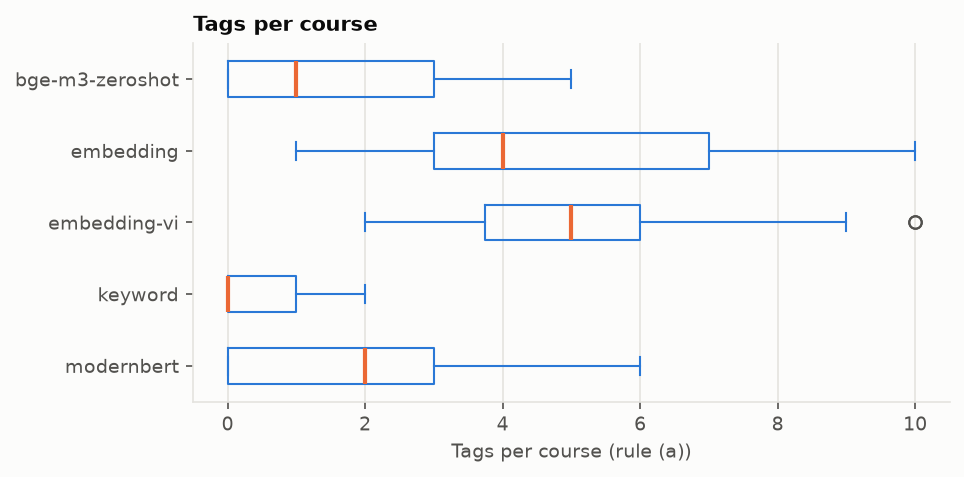 Tags per course
bge-m3-zeroshot
embedding
embedding-vi
keyword
modernbert
0 2 4 6 8 10
Tags per course (rule (a))